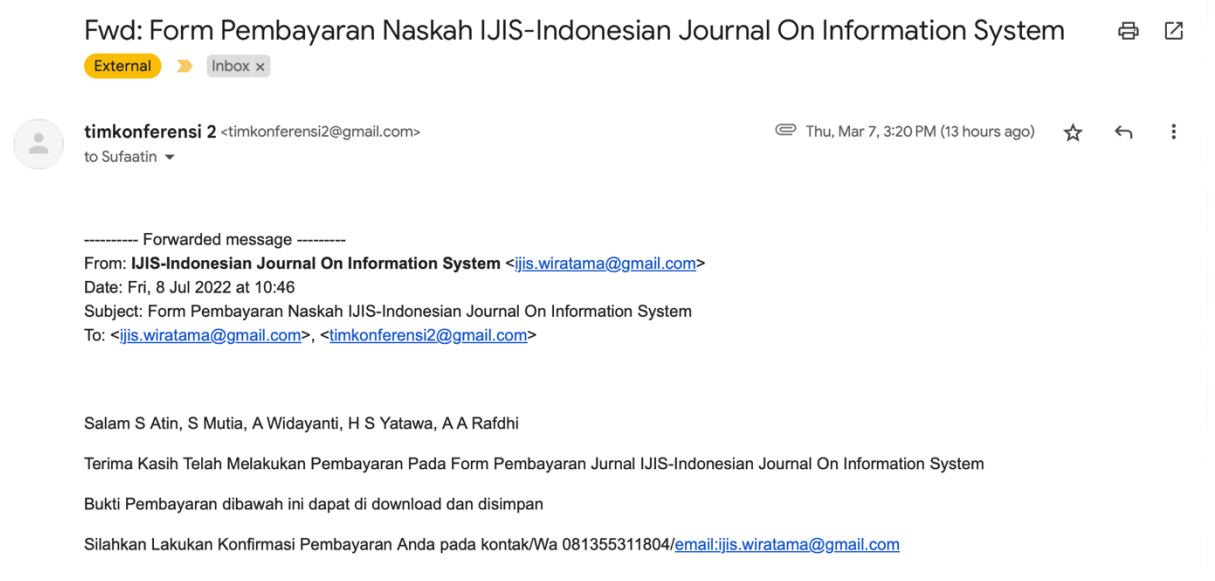 Fwd: Form Pembayaran Naskah IJIS-Indonesian Journal On Information System
External Inbox ×
timkonferensi 2 <timkonferensi2@gmail.com> Thu, Mar 7, 3:20 PM (13 hours ago)
to Sufaatin
---------- Forwarded message ---------
From: IJIS-Indonesian Journal On Information System <ijis.wiratama@gmail.com>
Date: Fri, 8 Jul 2022 at 10:46
Subject: Form Pembayaran Naskah IJIS-Indonesian Journal On Information System
To: <ijis.wiratama@gmail.com>, <timkonferensi2@gmail.com>
Salam S Atin, S Mutia, A Widayanti, H S Yatawa, A A Rafdhi
Terima Kasih Telah Melakukan Pembayaran Pada Form Pembayaran Jurnal IJIS-Indonesian Journal On Information System
Bukti Pembayaran dibawah ini dapat di download dan disimpan
Silahkan Lakukan Konfirmasi Pembayaran Anda pada kontak/Wa 081355311804/email:ijis.wiratama@gmail.com